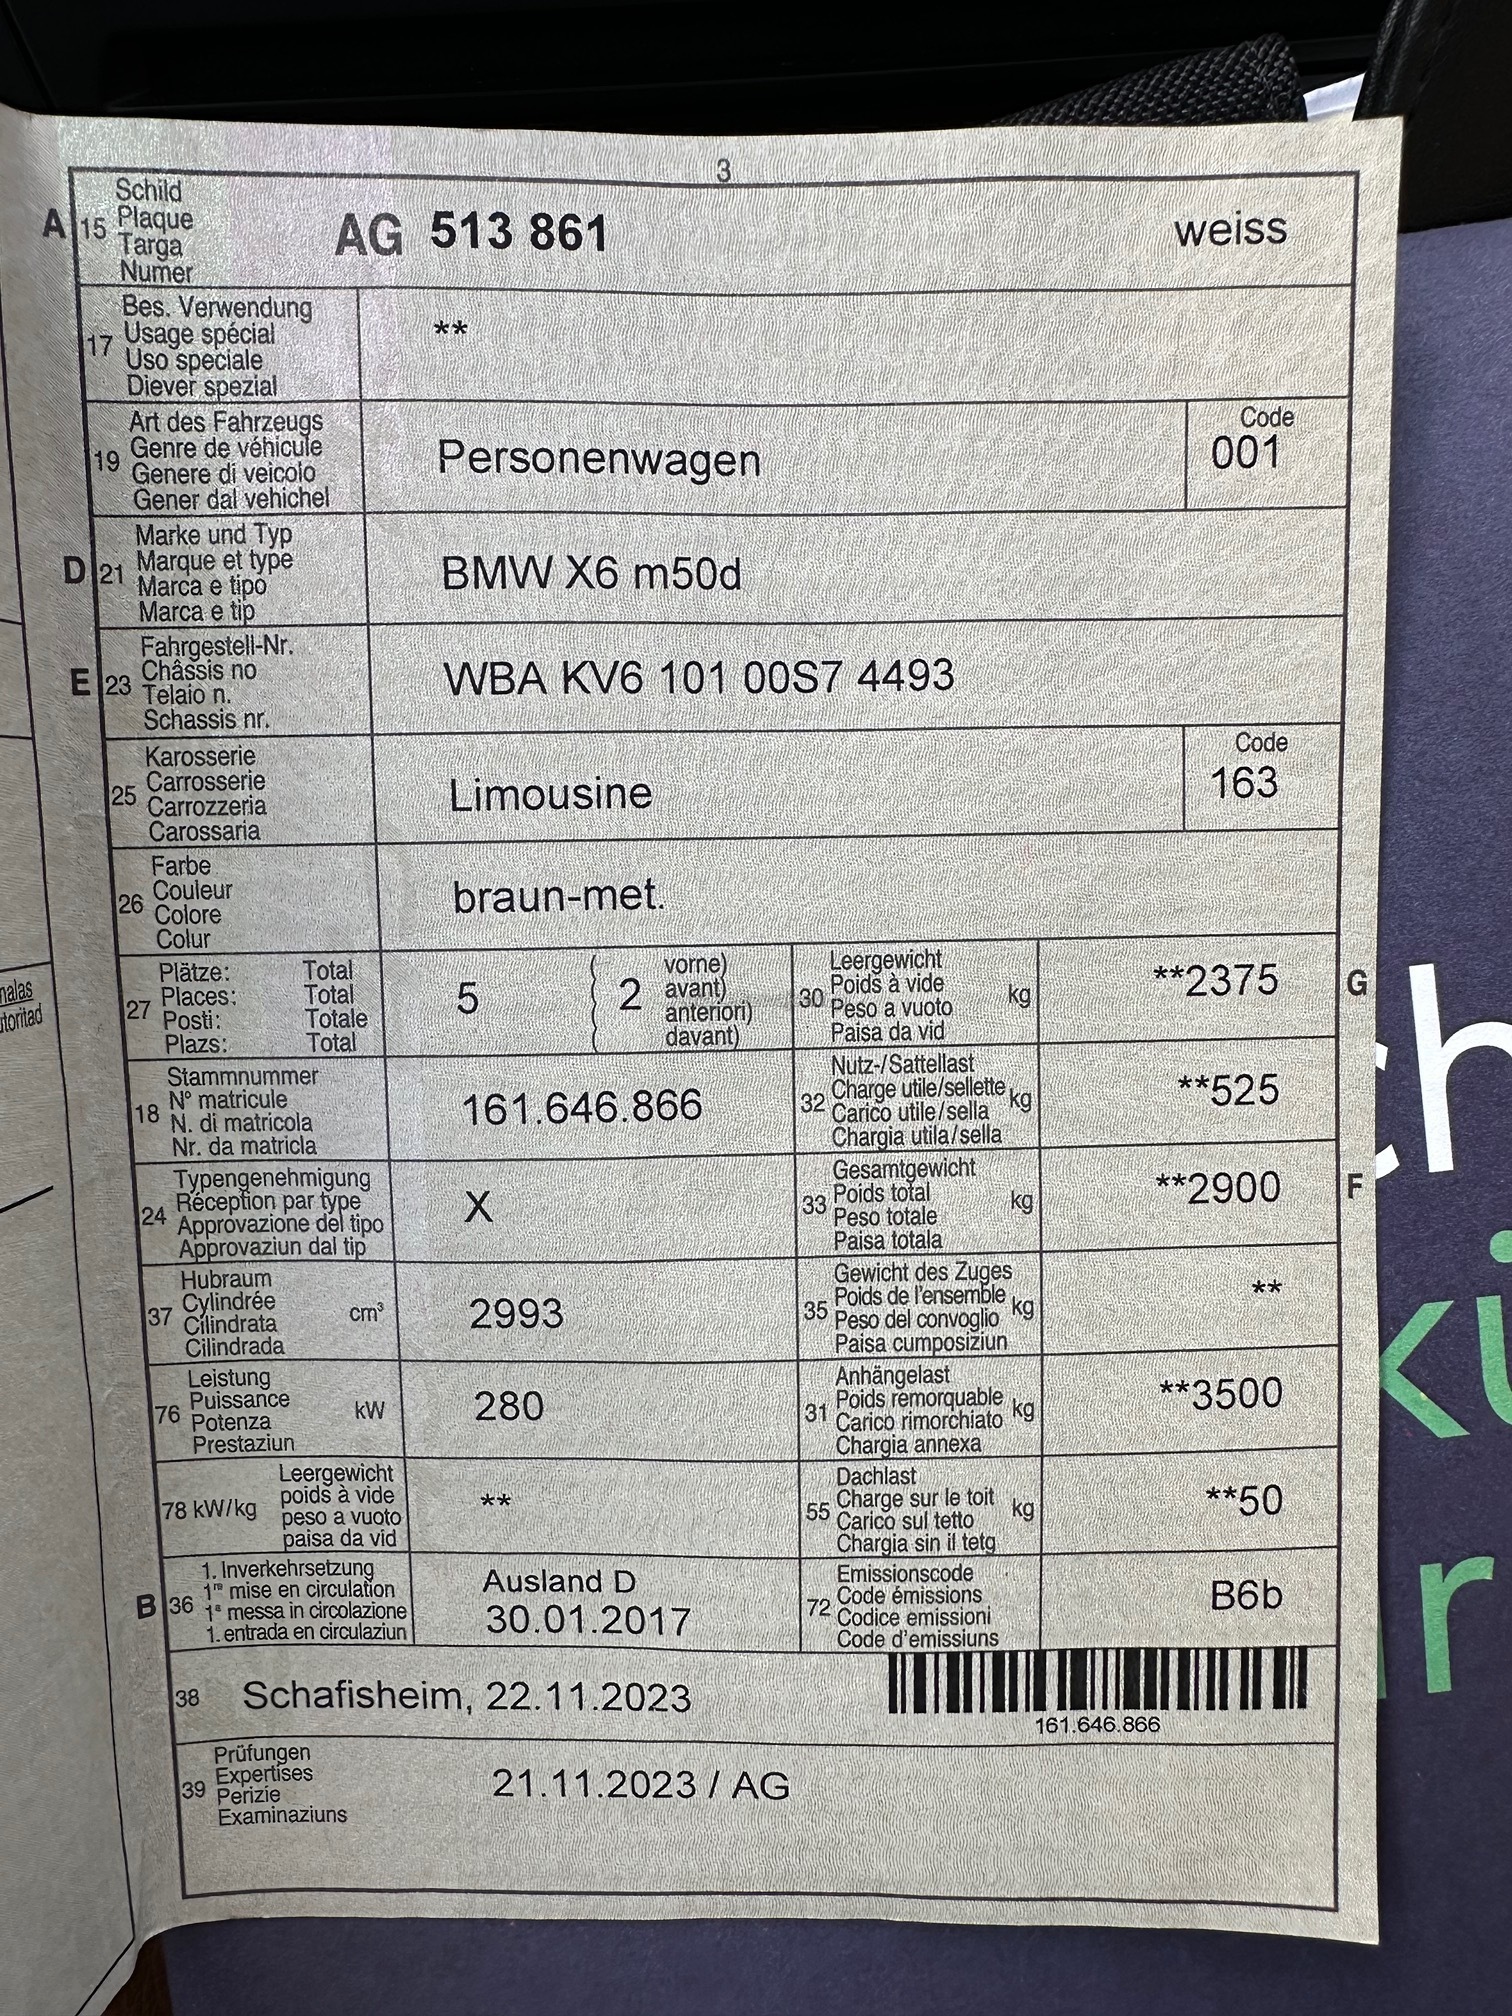 3
A 15 Schild
Plaque
Targa
Numer
AG 513 861 weiss
17 Bes. Verwendung
Usage spécial
Uso speciale
Diever spezial
**
19 Art des Fahrzeugs
Genre de véhicule
Genere di veicolo
Gener dal vehichel
Personenwagen
Code
001
D 21 Marke und Typ
Marque et type
Marca e tipo
Marca e tip
BMW X6 m50d
E 23 Fahrgestell-Nr.
Châssis no
Telaio n.
Schassis nr.
WBA KV6 101 00S7 4493
25 Karosserie
Carrosserie
Carrozzeria
Carossaria
Limousine
Code
163
26 Farbe
Couleur
Colore
Colur
braun-met.
27 Plätze: Total
Places: Total
Posti: Totale
Plazs: Total
5 ( 2 vorne)
avant)
anteriori)
davant)
30 Leergewicht
Poids à vide
Peso a vuoto
Paisa da vid
kg
**2375 G
18 Stammnummer
N° matricule
N. di matricola
Nr. da matricla
161.646.866
32 Nutz-/Sattellast
Charge utile/sellette
Carico utile/sella
Chargia utila/sella
kg
**525
24 Typengenehmigung
Réception par type
Approvazione del tipo
Approvaziun dal tip
X
33 Gesamtgewicht
Poids total
Peso totale
Paisa totala
kg
**2900 F
37 Hubraum
Cylindrée
Cilindrata
Cilindrada
cm³
2993
35 Gewicht des Zuges
Poids de l'ensemble
Peso del convoglio
Paisa cumposiziun
kg
**
76 Leistung
Puissance
Potenza
Prestaziun
kW
280
31 Anhängelast
Poids remorquable
Carico rimorchiato
Chargia annexa
kg
**3500
78 kW/kg Leergewicht
poids à vide
peso a vuoto
paisa da vid
**
55 Dachlast
Charge sur le toit
Carico sul tetto
Chargia sin il tetg
kg
**50
B 36 1. Inverkehrsetzung
1re mise en circulation
1a messa in circolazione
1. entrada en circulaziun
Ausland D
30.01.2017
72 Emissionscode
Code émissions
Codice emissioni
Code d'emissiuns
B6b
38 Schafisheim, 22.11.2023
161.646.866
39 Prüfungen
Expertises
Perizie
Examinaziuns
21.11.2023 / AG